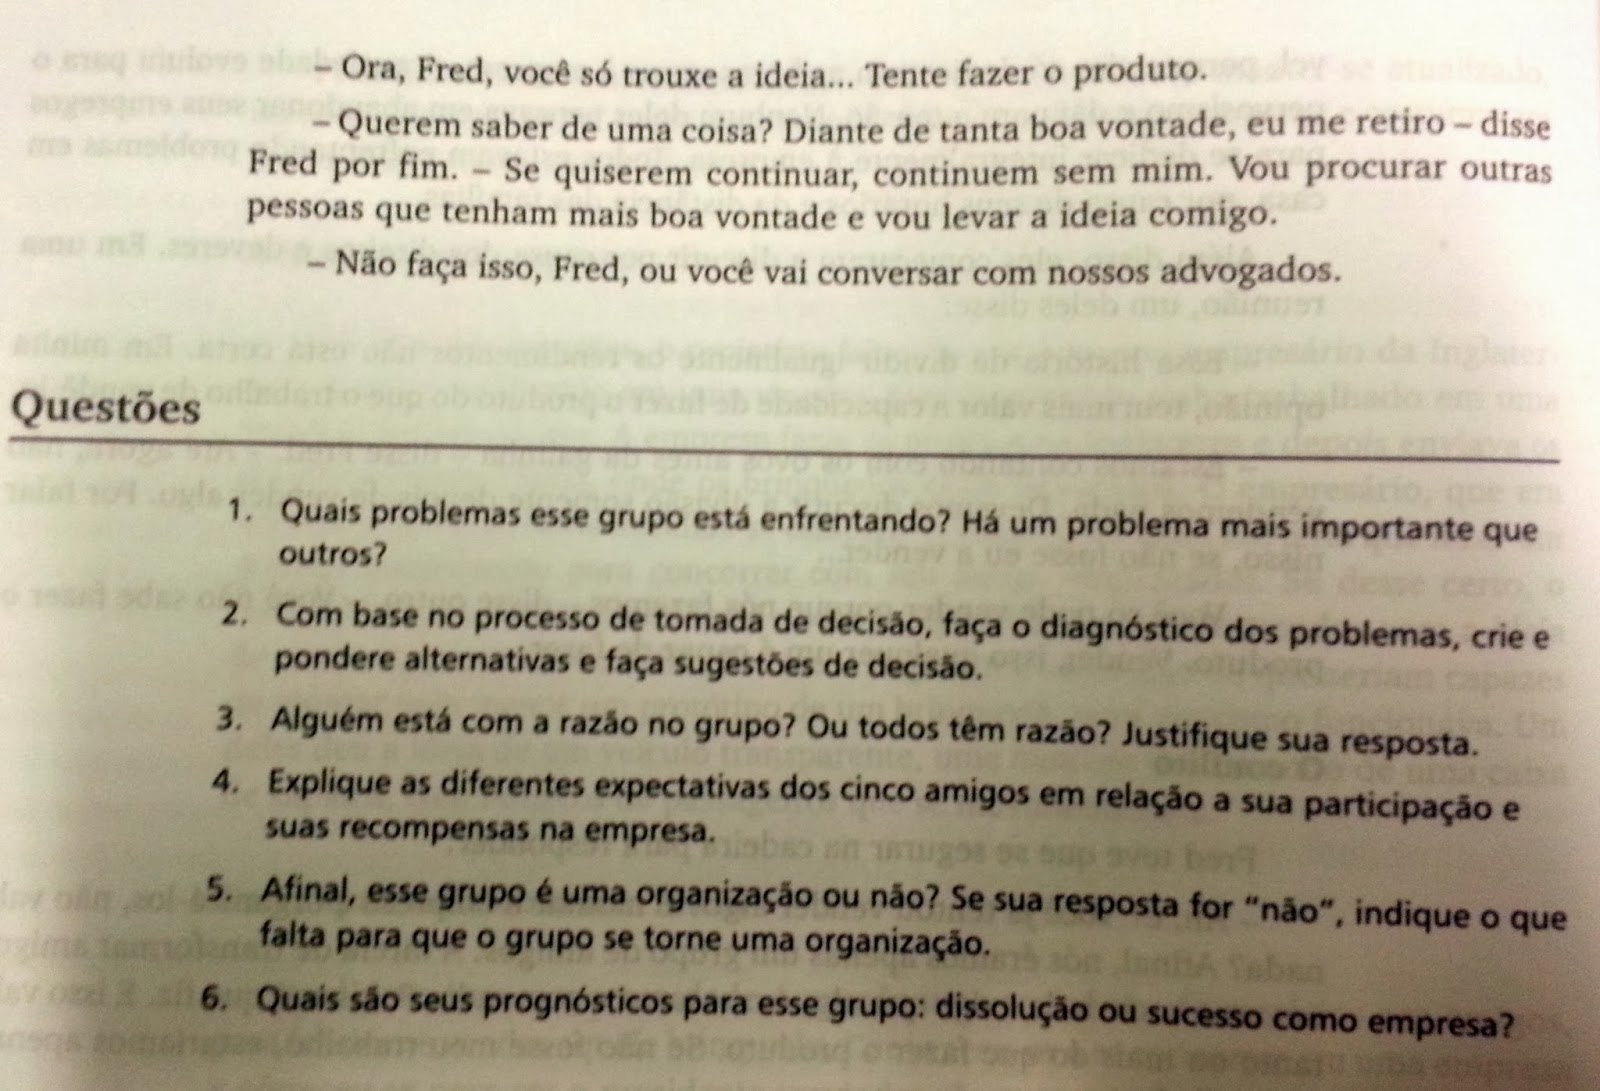 – Ora, Fred, você só trouxe a ideia... Tente fazer o produto.
– Querem saber de uma coisa? Diante de tanta boa vontade, eu me retiro – disse
Fred por fim. – Se quiserem continuar, continuem sem mim. Vou procurar outras
pessoas que tenham mais boa vontade e vou levar a ideia comigo.
– Não faça isso, Fred, ou você vai conversar com nossos advogados.
Questões
1. Quais problemas esse grupo está enfrentando? Há um problema mais importante que
outros?
2. Com base no processo de tomada de decisão, faça o diagnóstico dos problemas, crie e
pondere alternativas e faça sugestões de decisão.
3. Alguém está com a razão no grupo? Ou todos têm razão? Justifique sua resposta.
4. Explique as diferentes expectativas dos cinco amigos em relação a sua participação e
suas recompensas na empresa.
5. Afinal, esse grupo é uma organização ou não? Se sua resposta for “não”, indique o que
falta para que o grupo se torne uma organização.
6. Quais são seus prognósticos para esse grupo: dissolução ou sucesso como empresa?